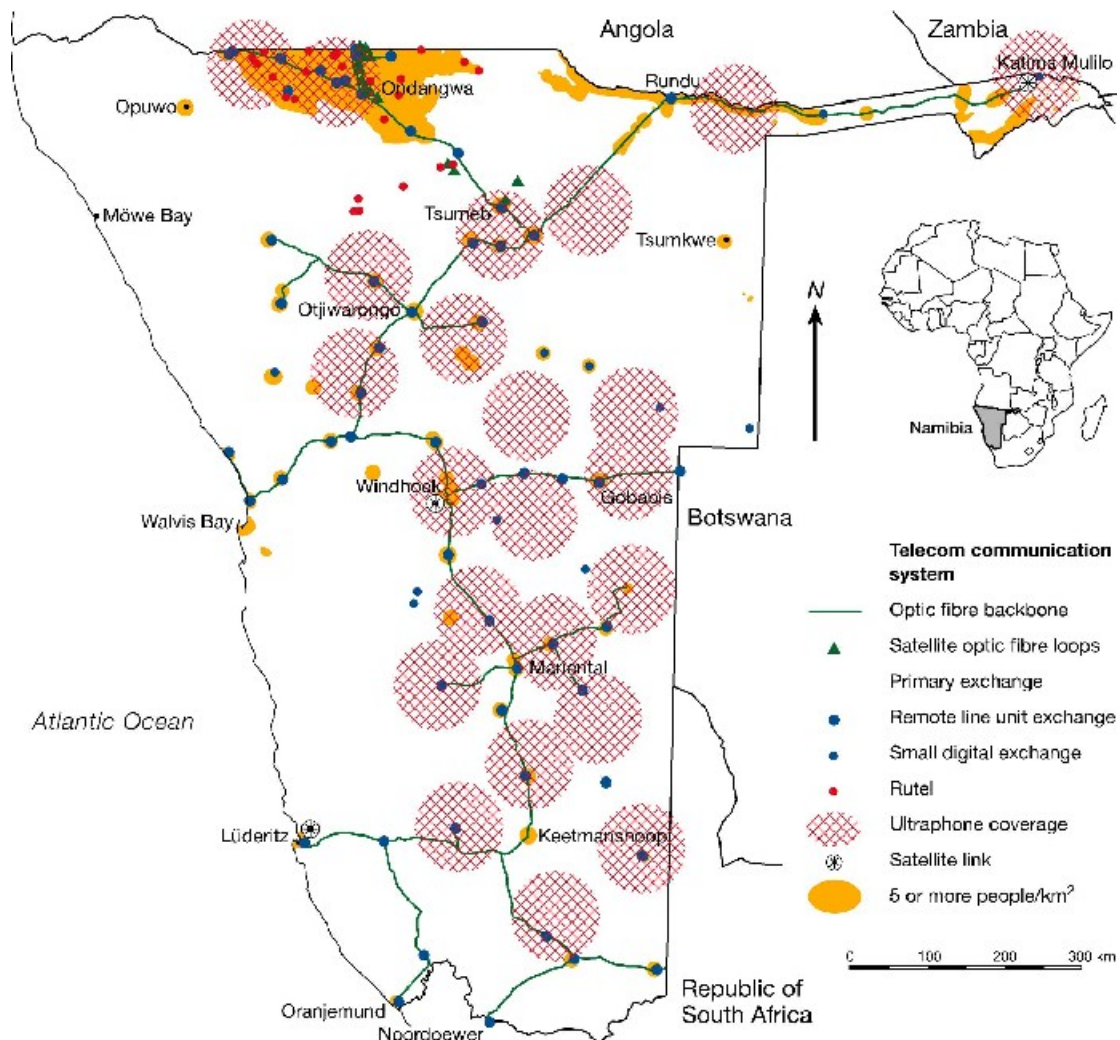 Angola
Zambia
Katima Mulilo
Rundu
Ondangwa
Opuwo
Tsumeb
Möwe Bay
Tsumkwe
Otjiwarongo
N
Namibia
Windhoek
Gobabis
Walvis Bay
Botswana
Mariental
Atlantic Ocean
Lüderitz
Keetmanshoop
Oranjemund
Noordoewer
Republic of
South Africa
Telecom communication
system
Optic fibre backbone
Satellite optic fibre loops
Primary exchange
Remote line unit exchange
Small digital exchange
Rutel
Ultraphone coverage
Satellite link
5 or more people/km²
0 100 200 300 km